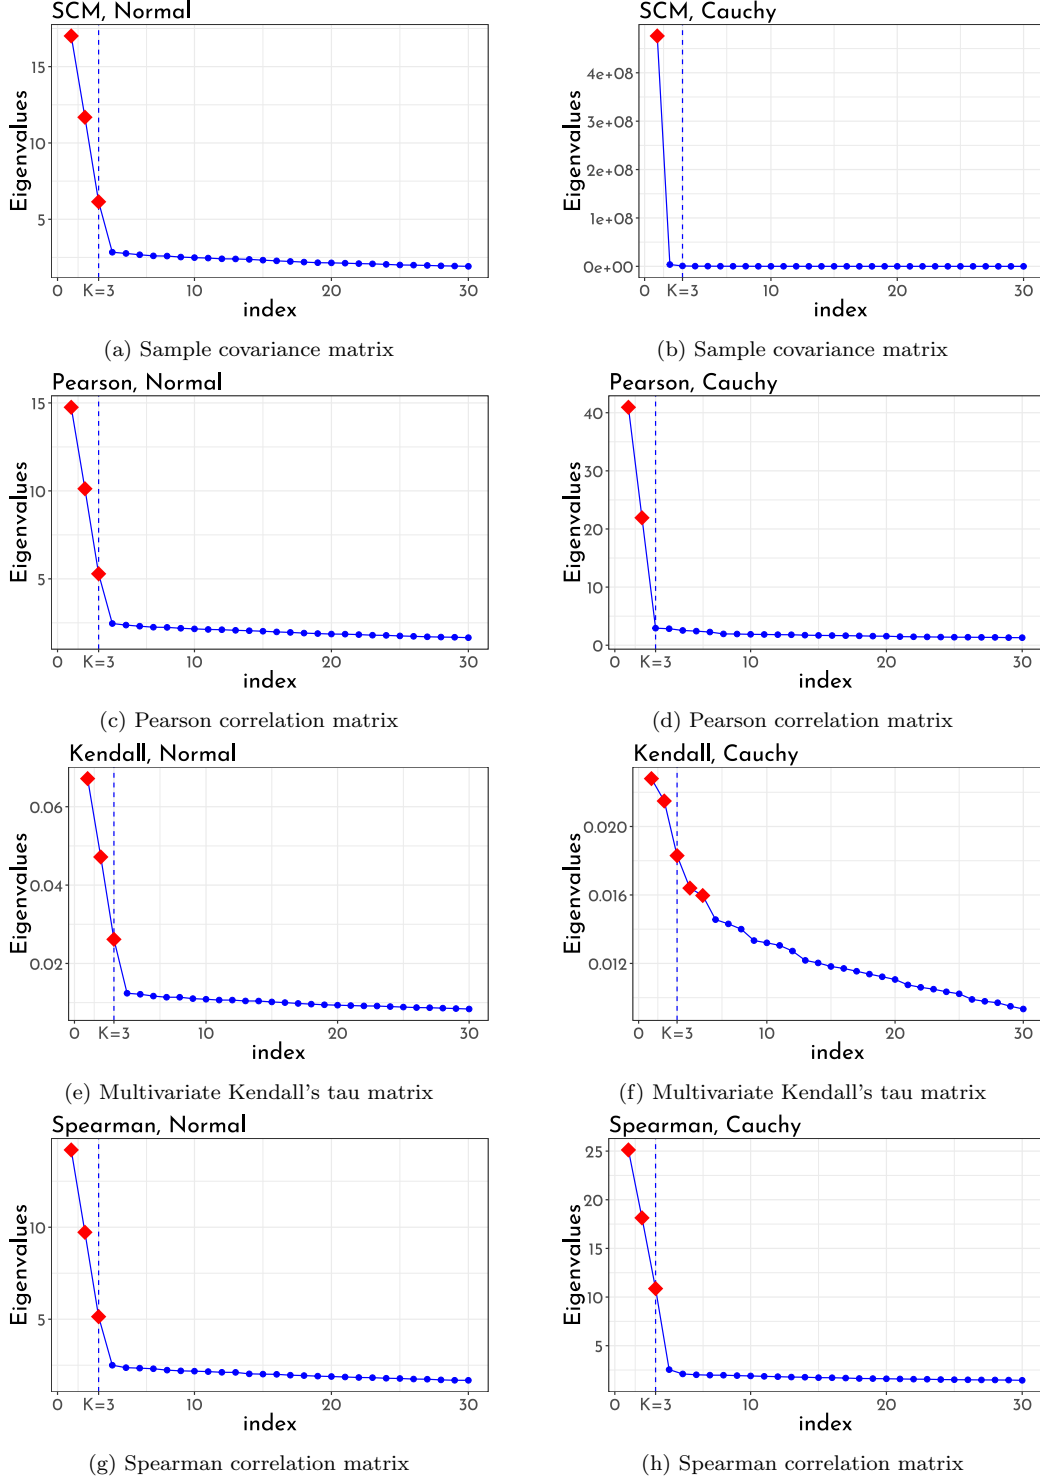 SCM, Normal
Eigenvalues
15
10
5
0
K=3
10
20
30
index
(a) Sample covariance matrix
SCM, Cauchy
Eigenvalues
4e+08
3e+08
2e+08
1e+08
0e+00
0
K=3
10
20
30
index
(b) Sample covariance matrix
Pearson, Normal
Eigenvalues
15
10
5
0
K=3
10
20
30
index
(c) Pearson correlation matrix
Pearson, Cauchy
Eigenvalues
40
30
20
10
0
0
K=3
10
20
30
index
(d) Pearson correlation matrix
Kendall, Normal
Eigenvalues
0.06
0.04
0.02
0
K=3
10
20
30
index
(e) Multivariate Kendall's tau matrix
Kendall, Cauchy
Eigenvalues
0.020
0.016
0.012
0
K=3
10
20
30
index
(f) Multivariate Kendall's tau matrix
Spearman, Normal
Eigenvalues
10
5
0
K=3
10
20
30
index
(g) Spearman correlation matrix
Spearman, Cauchy
Eigenvalues
25
20
15
10
5
0
K=3
10
20
30
index
(h) Spearman correlation matrix